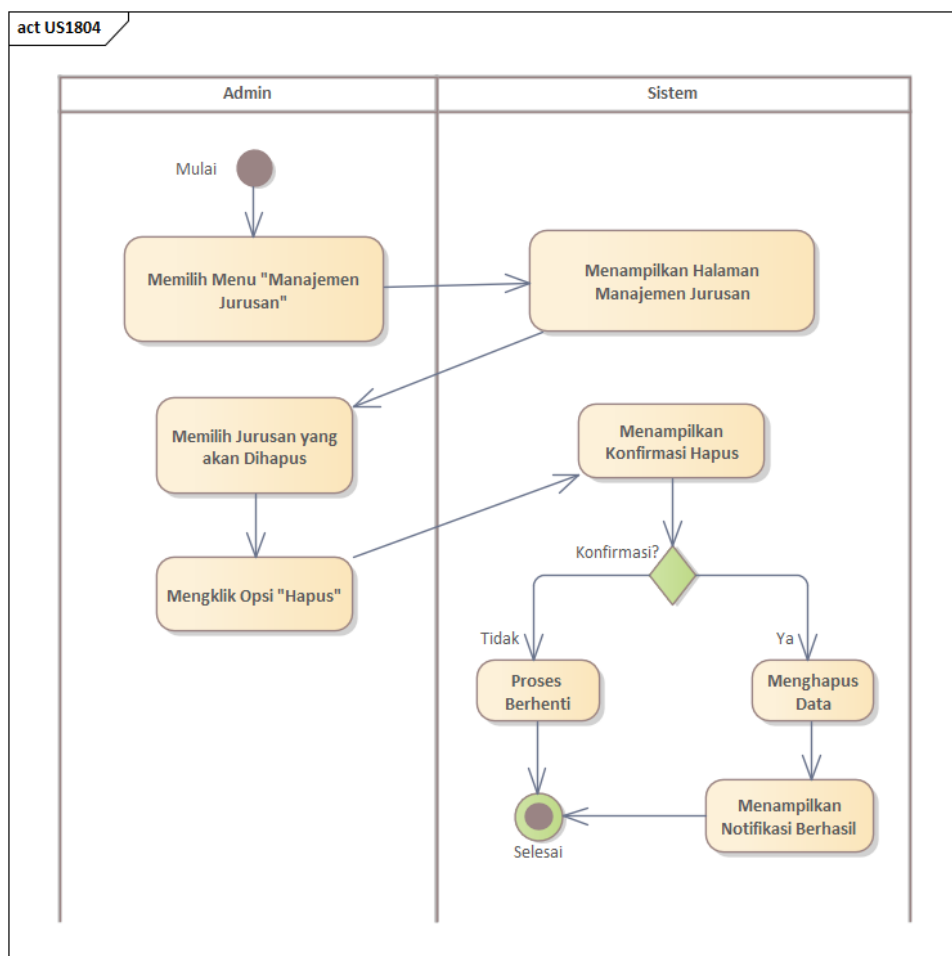 act US1804
Admin
Sistem
Mulai
Memilih Menu "Manajemen
Jurusan"
Menampilkan Halaman
Manajemen Jurusan
Memilih Jurusan yang
akan Dihapus
Menampilkan
Konfirmasi Hapus
Mengklik Opsi "Hapus"
Konfirmasi?
Tidak
Ya
Proses
Berhenti
Menghapus
Data
Menampilkan
Notifikasi Berhasil
Selesai